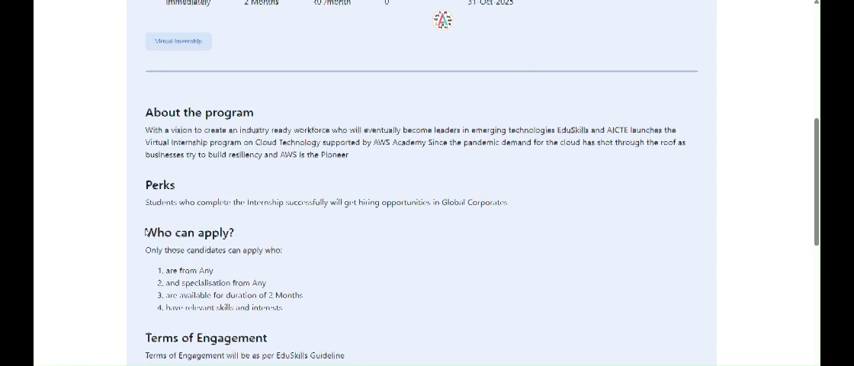 Immediately 2 Months ₹0 /month 0 31-Oct-2025
Virtual Internship
About the program
With a vision to create an industry ready workforce who will eventually become leaders in emerging technologies EduSkills and AICTE launches the
Virtual Internship program on Cloud Technology supported by AWS Academy Since the pandemic demand for the cloud has shot through the roof as
businesses try to build resiliency and AWS is the Pioneer
Perks
Students who complete the Internship successfully will get hiring opportunities in Global Corporates
Who can apply?
Only those candidates can apply who:
1. are from Any
2. and specialisation from Any
3. are available for duration of 2 Months
4. have relevant skills and interests
Terms of Engagement
Terms of Engagement will be as per EduSkills Guideline